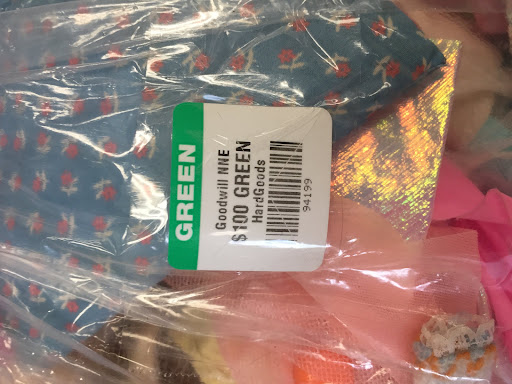 GREEN
Goodwill NNE
$100 GREEN
HardGoods
94199